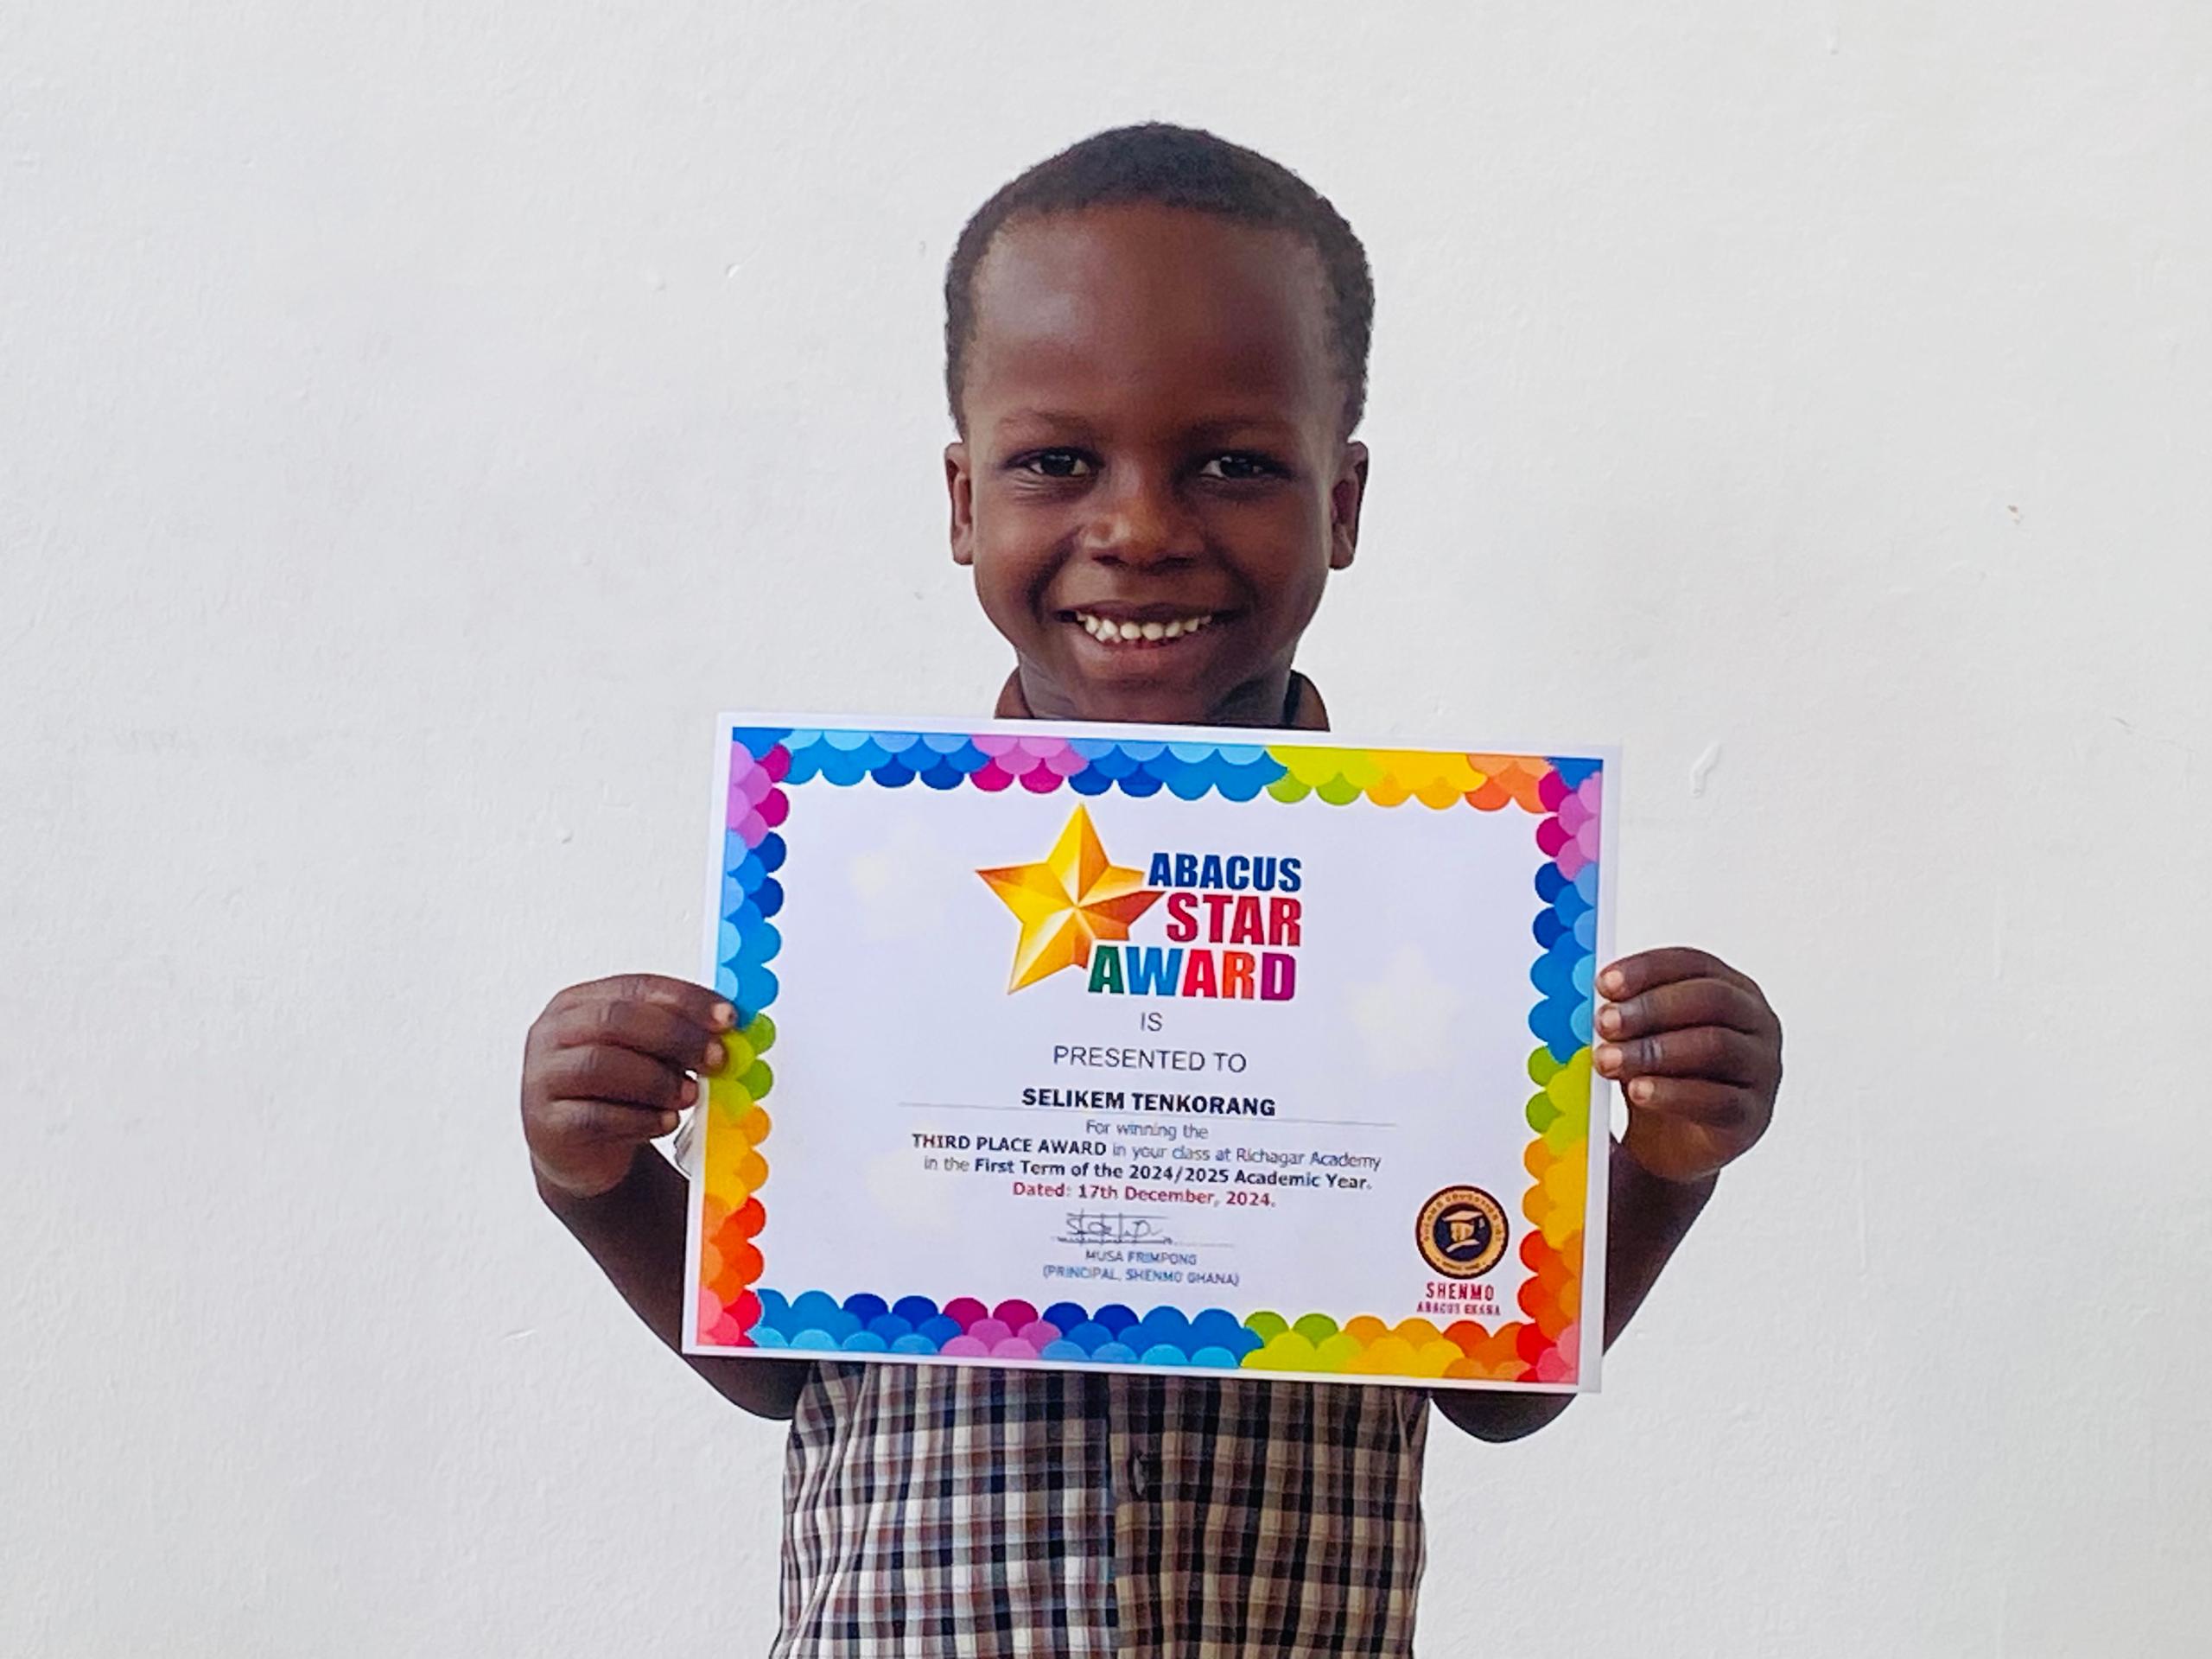 ABACUS
STAR
AWARD
IS
PRESENTED TO
SELIKEM TENKORANG
For winning the
THIRD PLACE AWARD in your class at Richagar Academy
in the First Term of the 2024/2025 Academic Year.
Dated: 17th December, 2024.
MUSA FRIMPONG
(PRINCIPAL, SHENMO GHANA)
SHENMO
ABACUS GHANA